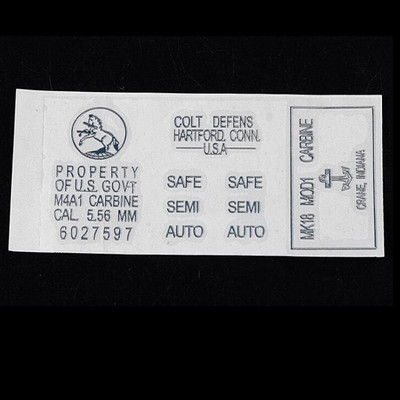 COLT DEFENS
HARTFORD, CONN.
U.S.A
PROPERTY
OF U.S. GOVT
M4A1 CARBINE
CAL. 5.56 MM
6027597
SAFE SAFE
SEMI SEMI
AUTO AUTO
MK18 MOD1 CARBINE
CRANE, INDIANA